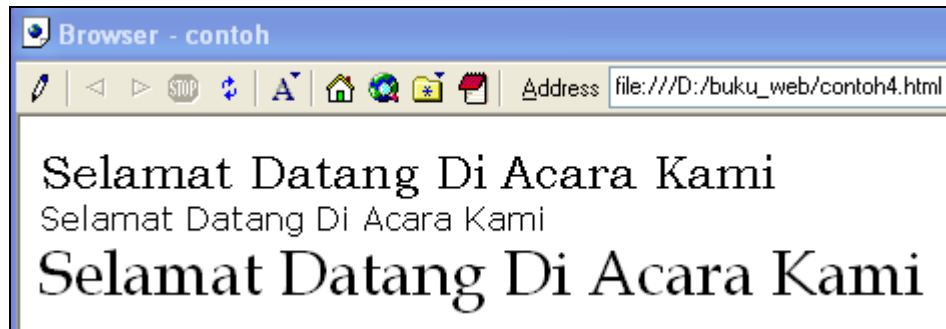 Browser - contoh
STOP A Address file:///D:/buku_web/contoh4.html
Selamat Datang Di Acara Kami
Selamat Datang Di Acara Kami
Selamat Datang Di Acara Kami